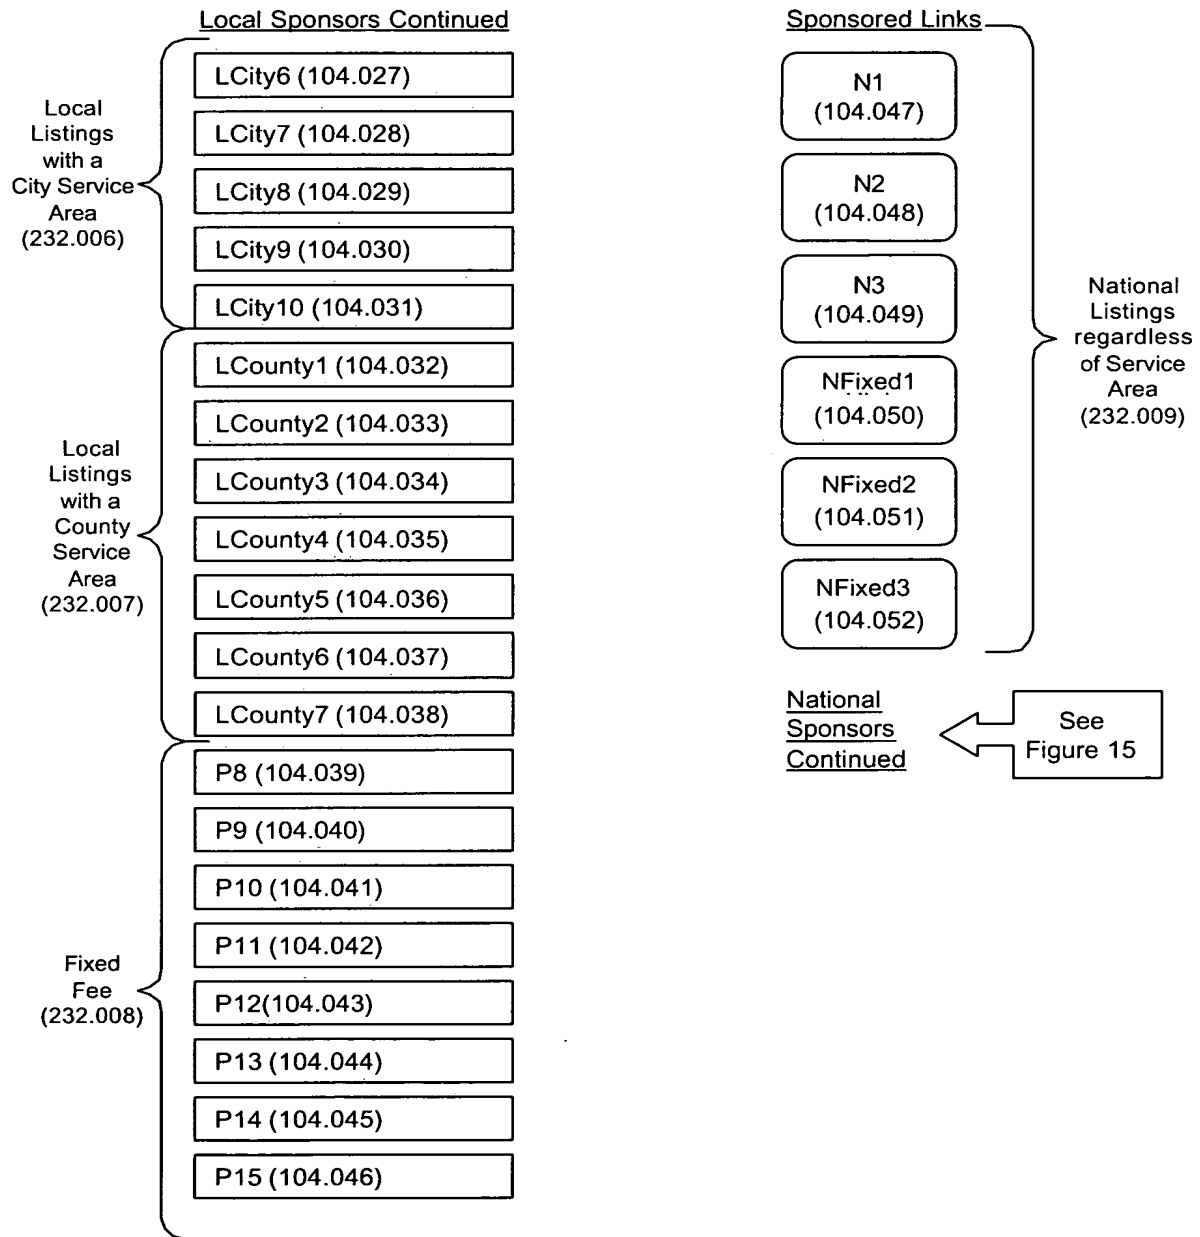 Local Sponsors Continued
Local
Listings
with a
City Service
Area
(232.006)
LCity6 (104.027)
LCity7 (104.028)
LCity8 (104.029)
LCity9 (104.030)
LCity10 (104.031)
Local
Listings
with a
County
Service
Area
(232.007)
LCounty1 (104.032)
LCounty2 (104.033)
LCounty3 (104.034)
LCounty4 (104.035)
LCounty5 (104.036)
LCounty6 (104.037)
LCounty7 (104.038)
Fixed
Fee
(232.008)
P8 (104.039)
P9 (104.040)
P10 (104.041)
P11 (104.042)
P12(104.043)
P13 (104.044)
P14 (104.045)
P15 (104.046)
Sponsored Links
N1
(104.047)
N2
(104.048)
N3
(104.049)
NFixed1
(104.050)
NFixed2
(104.051)
NFixed3
(104.052)
National
Listings
regardless
of Service
Area
(232.009)
National
Sponsors
Continued
See
Figure 15